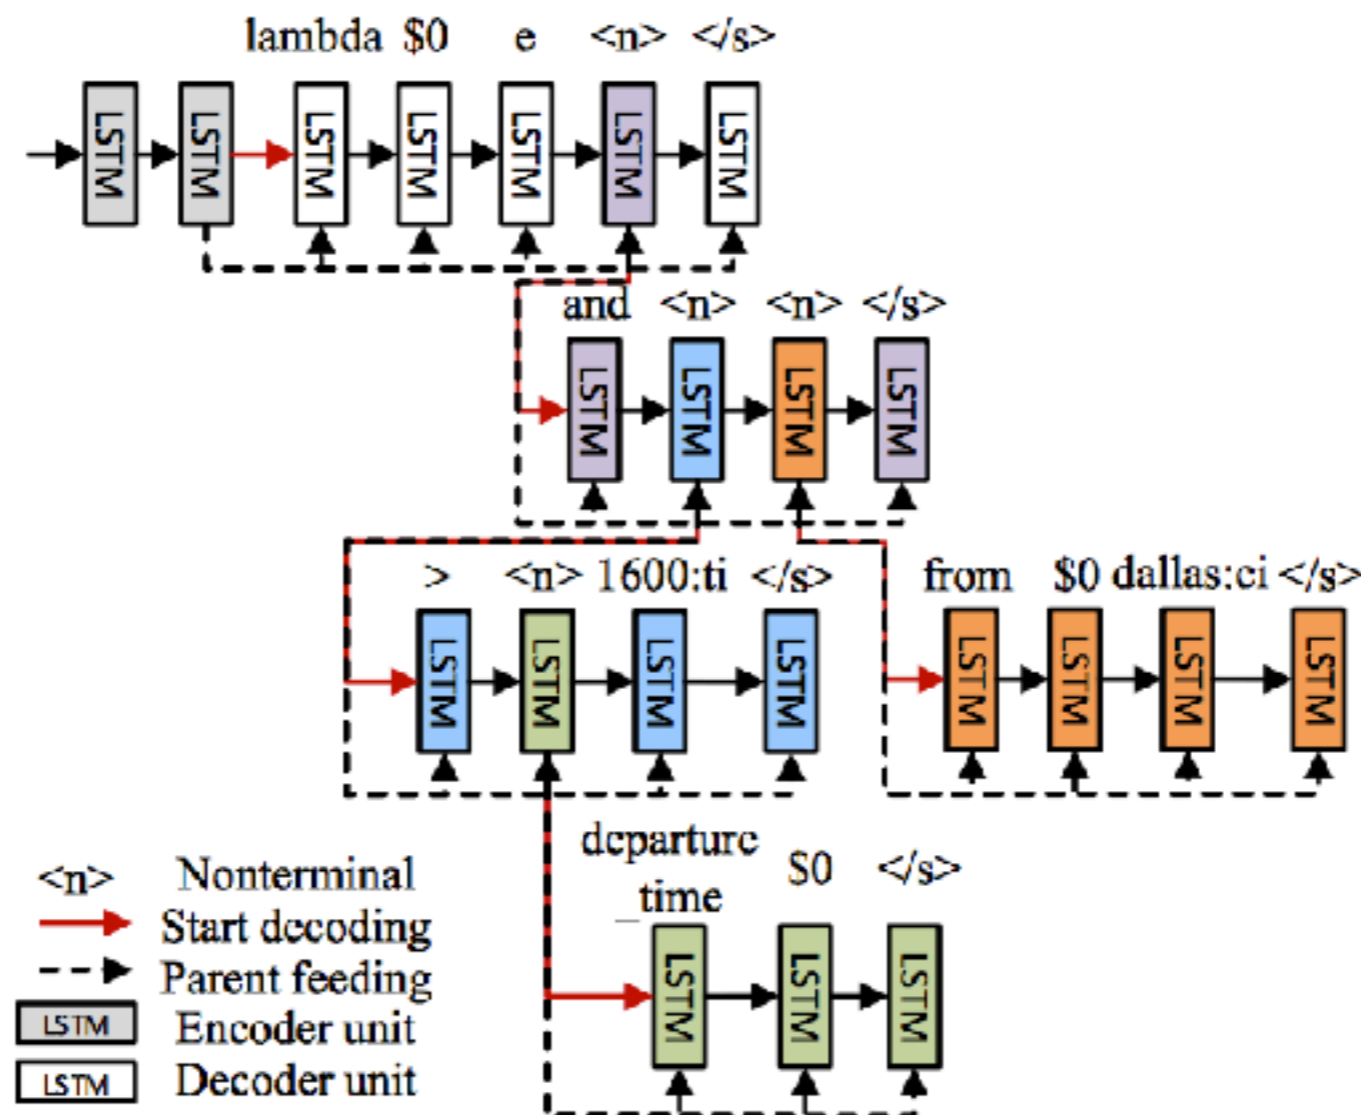 lambda $0 e <n> </s>
LSTM LSTM LSTM LSTM LSTM LSTM LSTM
and <n> <n> </s>
LSTM LSTM LSTM LSTM
> <n> 1600:ti </s> from $0 dallas:ci </s>
LSTM LSTM LSTM LSTM LSTM LSTM LSTM LSTM
departure
_time $0 </s>
LSTM LSTM LSTM
<n> Nonterminal
Start decoding
Parent feeding
LSTM Encoder unit
LSTM Decoder unit